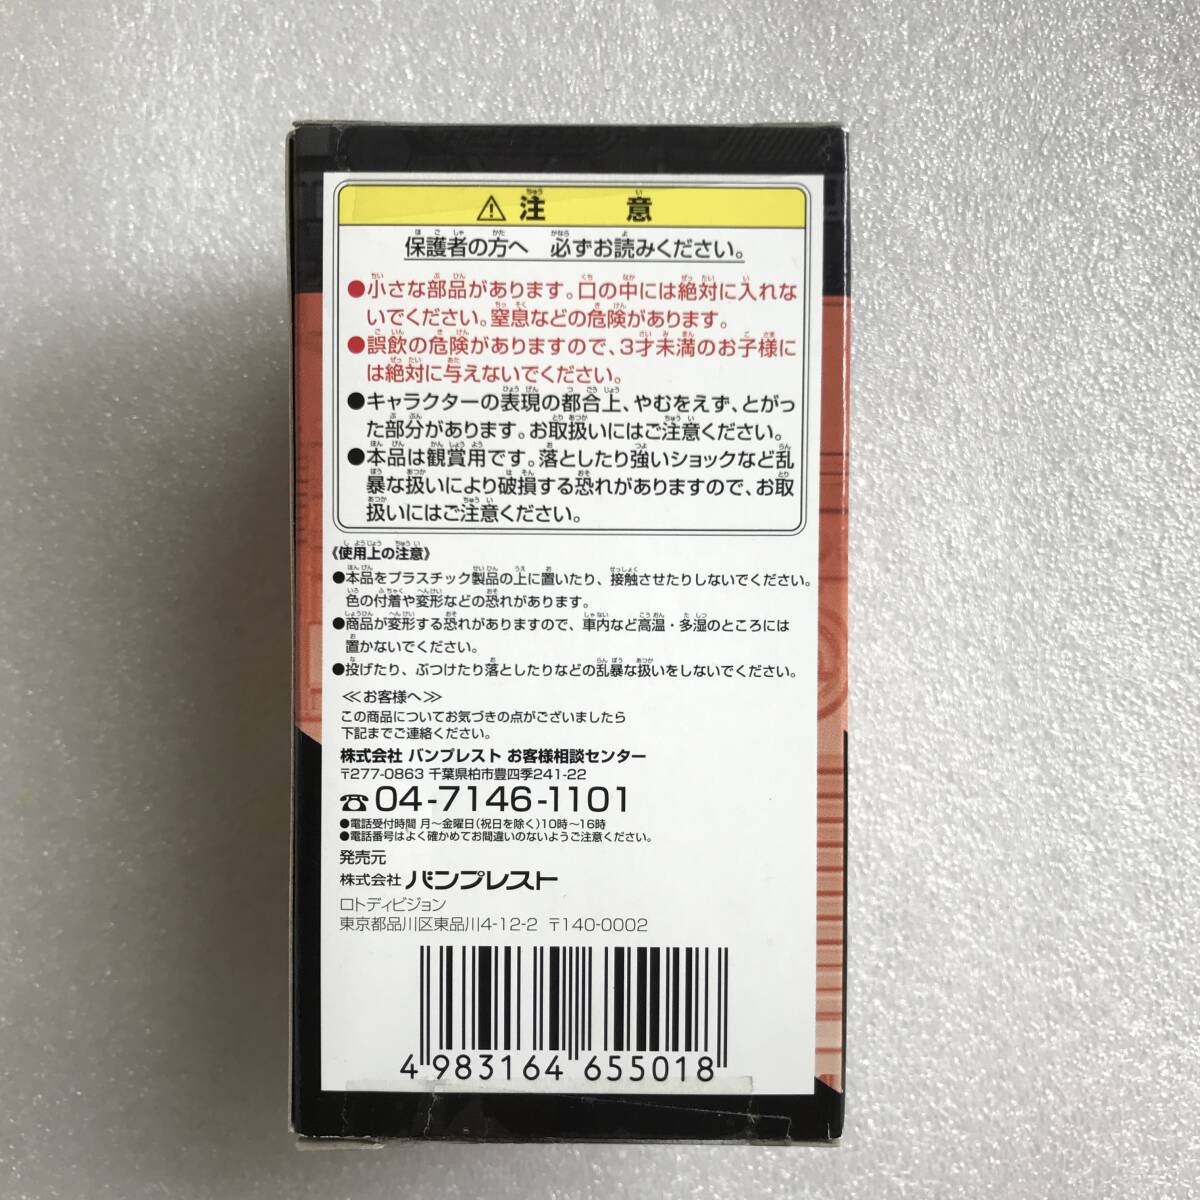 ⚠注意
保護者の方へ 必ずお読みください。
●小さな部品があります。口の中には絶対に入れな
いでください。窒息などの危険があります。
●誤飲の危険がありますので、3才未満のお子様に
は絶対に与えないでください。
●キャラクターの表現の都合上、やむをえず、とがっ
た部分があります。お取扱いにはご注意ください。
●本品は観賞用です。落としたり強いショックなど乱
暴な扱いにより破損する恐れがありますので、お取
扱いにはご注意ください。
《使用上の注意》
●本品をプラスチック製品の上に置いたり、接触させたりしないでください。
色の付着や変形などの恐れがあります。
●商品が変形する恐れがありますので、車内など高温・多湿のところには
置かないでください。
●投げたり、ぶつけたり落としたりなどの乱暴な扱いをしないでください。
≪お客様へ≫
この商品についてお気づきの点がございましたら
下記までご連絡ください。
株式会社 バンプレスト お客様相談センター
〒277-0863 千葉県柏市豊四季241-22
☎04-7146-1101
●電話受付時間 月〜金曜日(祝日を除く)10時〜16時
●電話番号はよく確かめてお間違いのないようご注意ください。
発売元
株式会社 バンプレスト
ロトディビジョン
東京都品川区東品川4-12-2 〒140-0002
4 983164 655018